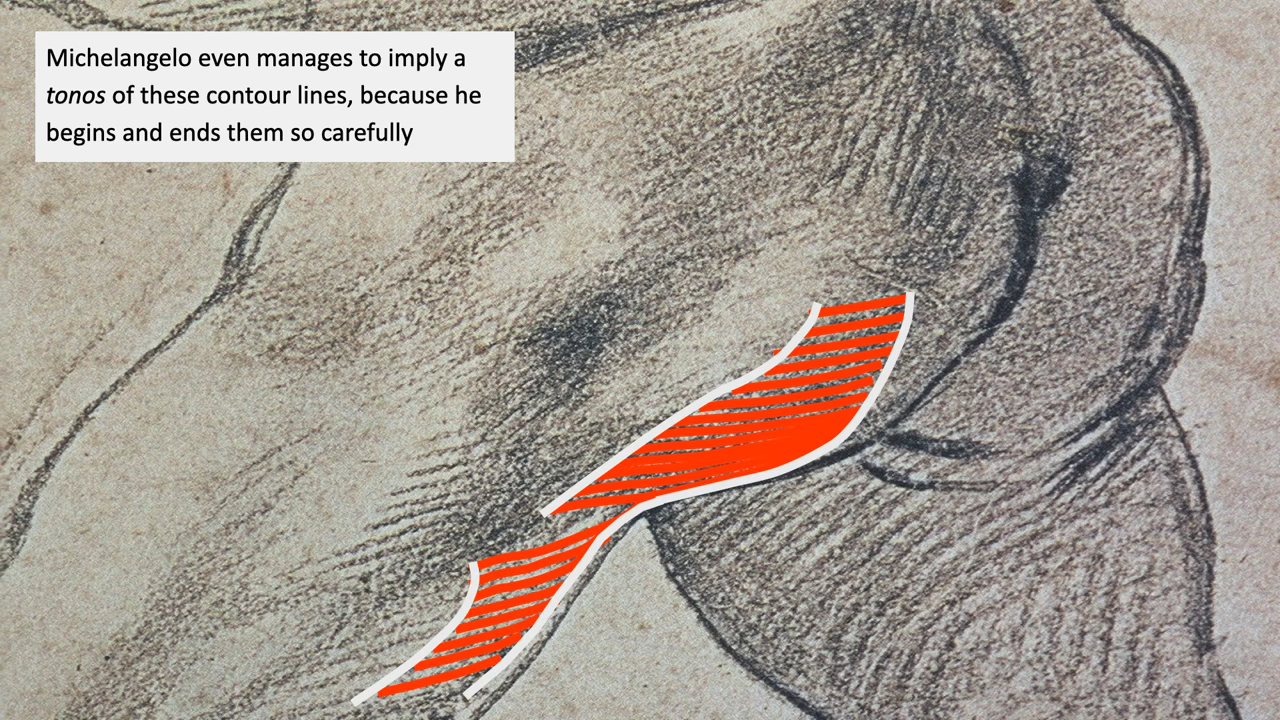 Michelangelo even manages to imply a
tonos of these contour lines, because he
begins and ends them so carefully